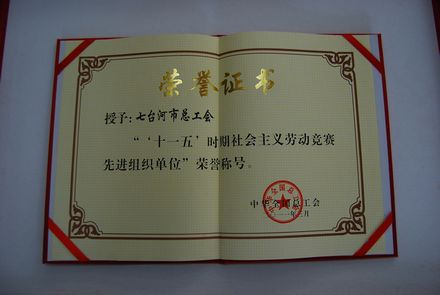 荣誉证书
授予：七台河市总工会
“‘十一五’时期社会主义劳动竞赛
先进组织单位”荣誉称号。
中华全国总工会